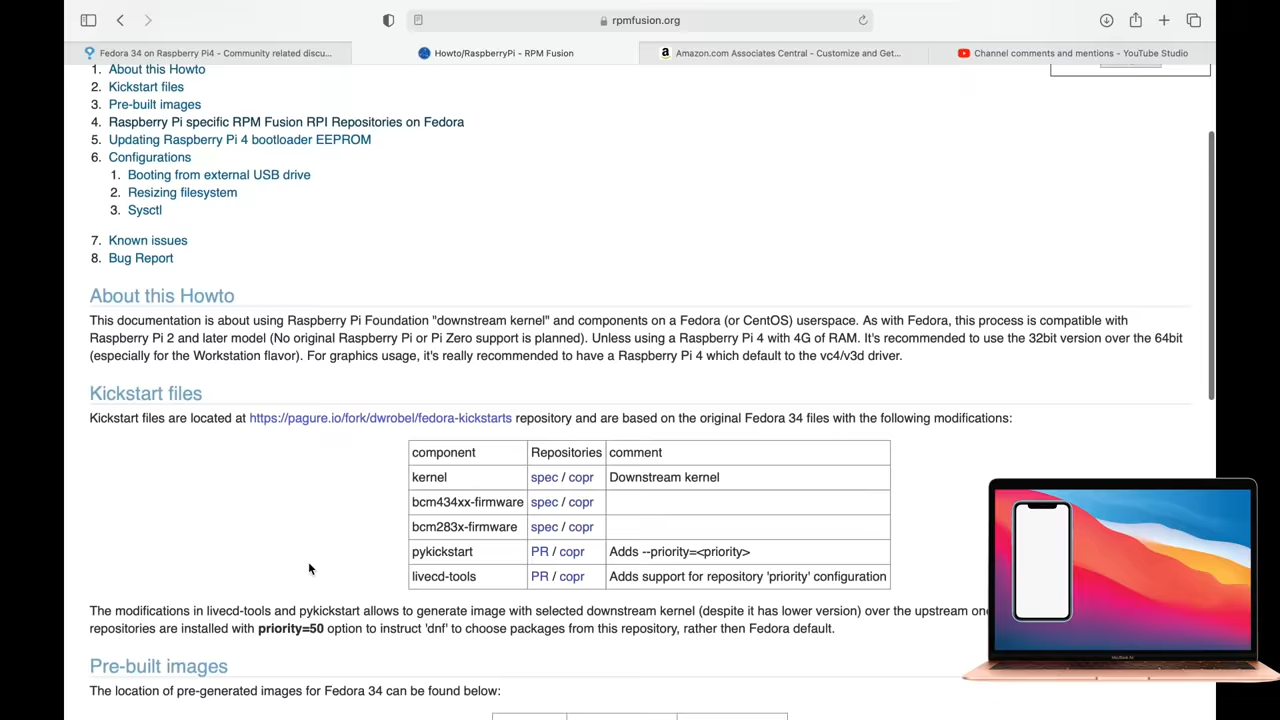 rpmfusion.org
Fedora 34 on Raspberry Pi4 - Community related discu...
Howto/RaspberryPi - RPM Fusion
Amazon.com Associates Central - Customize and Get...
Channel comments and mentions - YouTube Studio
1. About this Howto
2. Kickstart files
3. Pre-built images
4. Raspberry Pi specific RPM Fusion RPI Repositories on Fedora
5. Updating Raspberry Pi 4 bootloader EEPROM
6. Configurations
1. Booting from external USB drive
2. Resizing filesystem
3. Sysctl
7. Known issues
8. Bug Report
About this Howto
This documentation is about using Raspberry Pi Foundation "downstream kernel" and components on a Fedora (or CentOS) userspace. As with Fedora, this process is compatible with
Raspberry Pi 2 and later model (No original Raspberry Pi or Pi Zero support is planned). Unless using a Raspberry Pi 4 with 4G of RAM. It's recommended to use the 32bit version over the 64bit
(especially for the Workstation flavor). For graphics usage, it's really recommended to have a Raspberry Pi 4 which default to the vc4/v3d driver.
Kickstart files
Kickstart files are located at https://pagure.io/fork/dwrobel/fedora-kickstarts repository and are based on the original Fedora 34 files with the following modifications:
component Repositories comment
kernel spec / copr Downstream kernel
bcm434xx-firmware spec / copr
bcm283x-firmware spec / copr
pykickstart PR / copr Adds --priority=<priority>
livecd-tools PR / copr Adds support for repository 'priority' configuration
The modifications in livecd-tools and pykickstart allows to generate image with selected downstream kernel (despite it has lower version) over the upstream
repositories are installed with priority=50 option to instruct 'dnf' to choose packages from this repository, rather then Fedora default.
Pre-built images
The location of pre-generated images for Fedora 34 can be found below:
MacBook Air